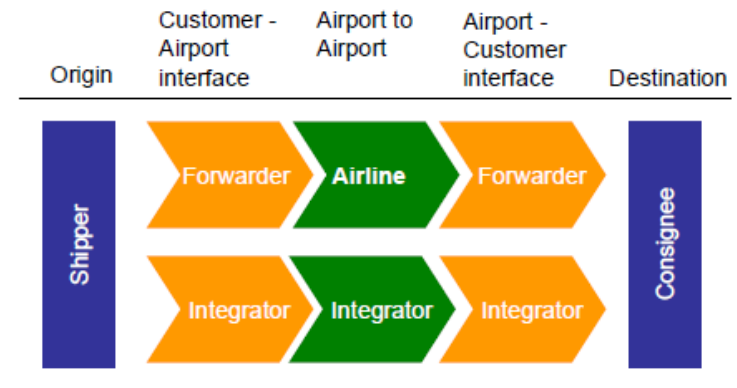 Origin
Customer -
Airport
interface
Airport to
Airport
Airport -
Customer
interface
Destination
Shipper
Forwarder
Airline
Forwarder
Consignee
Integrator
Integrator
Integrator